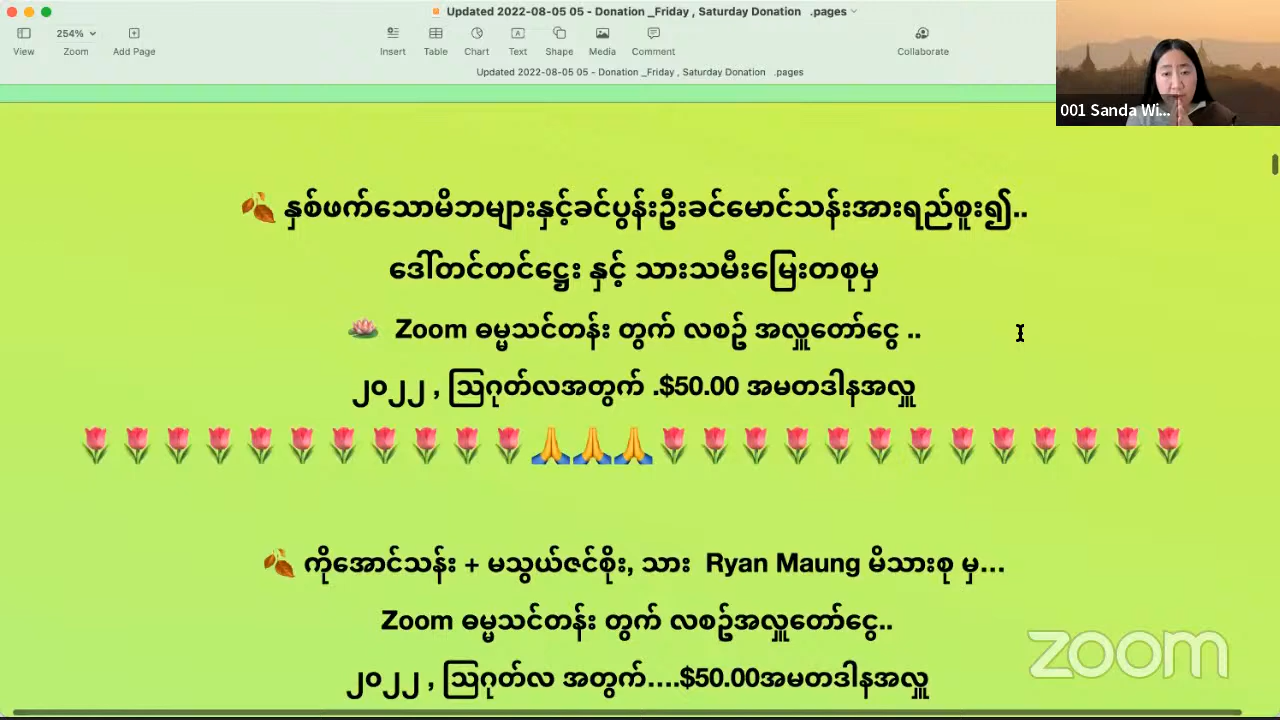 Updated 2022-08-05 05 - Donation _Friday , Saturday Donation .pages
254%
View Zoom Add Page Insert Table Chart Text Shape Media Comment Collaborate
Updated 2022-08-05 05 - Donation _Friday , Saturday Donation .pages
001 Sanda Wi...
နှစ်ဖက်သောမိဘများနှင့်ခင်ပွန်းဦးခင်မောင်သန်းအားရည်စူး၍..
ဒေါ်တင်တင်ဌွေး နှင့် သားသမီးမြေးတစုမှ
Zoom ဓမ္မသင်တန်း တွက် လစဥ် အလှူတော်ငွေ ..
၂၀၂၂ , ဩဂုတ်လအတွက် .$50.00 အမတဒါနအလှူ
ကိုအောင်သန်း + မသွယ်ဇင်စိုး, သား Ryan Maung မိသားစု မှ...
Zoom ဓမ္မသင်တန်း တွက် လစဥ်အလှူတော်ငွေ..
၂၀၂၂ , ဩဂုတ်လ အတွက်....$50.00အမတဒါနအလှူ
zoom